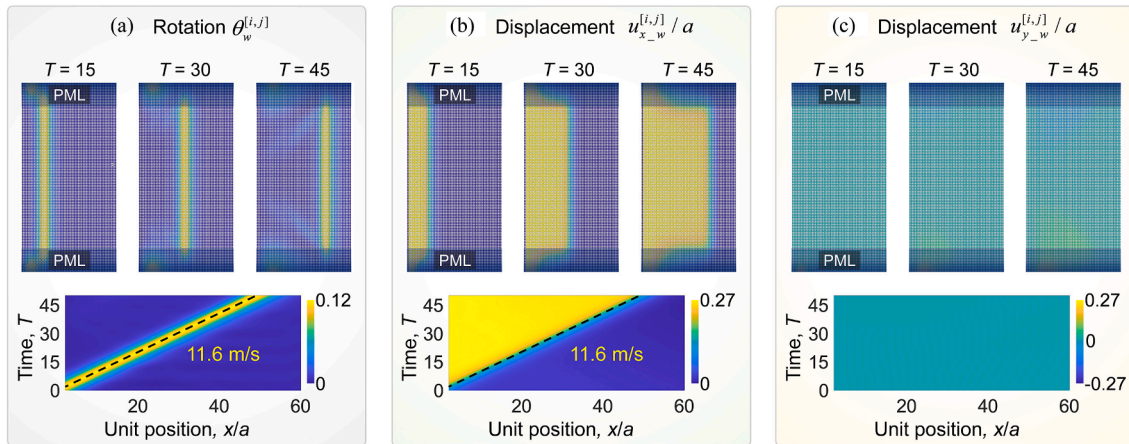 (a) Rotation θ_w^[i,j]
T = 15 T = 30 T = 45
PML
PML
45
30
15
0
Time, T
0.12
0
11.6 m/s
20 40 60
Unit position, x/a
(b) Displacement u_x_w^[i,j] / a
T = 15 T = 30 T = 45
PML
PML
45
30
15
0
Time, T
0.27
0
11.6 m/s
20 40 60
Unit position, x/a
(c) Displacement u_y_w^[i,j] / a
T = 15 T = 30 T = 45
PML
PML
45
30
15
0
Time, T
0.27
0
-0.27
20 40 60
Unit position, x/a